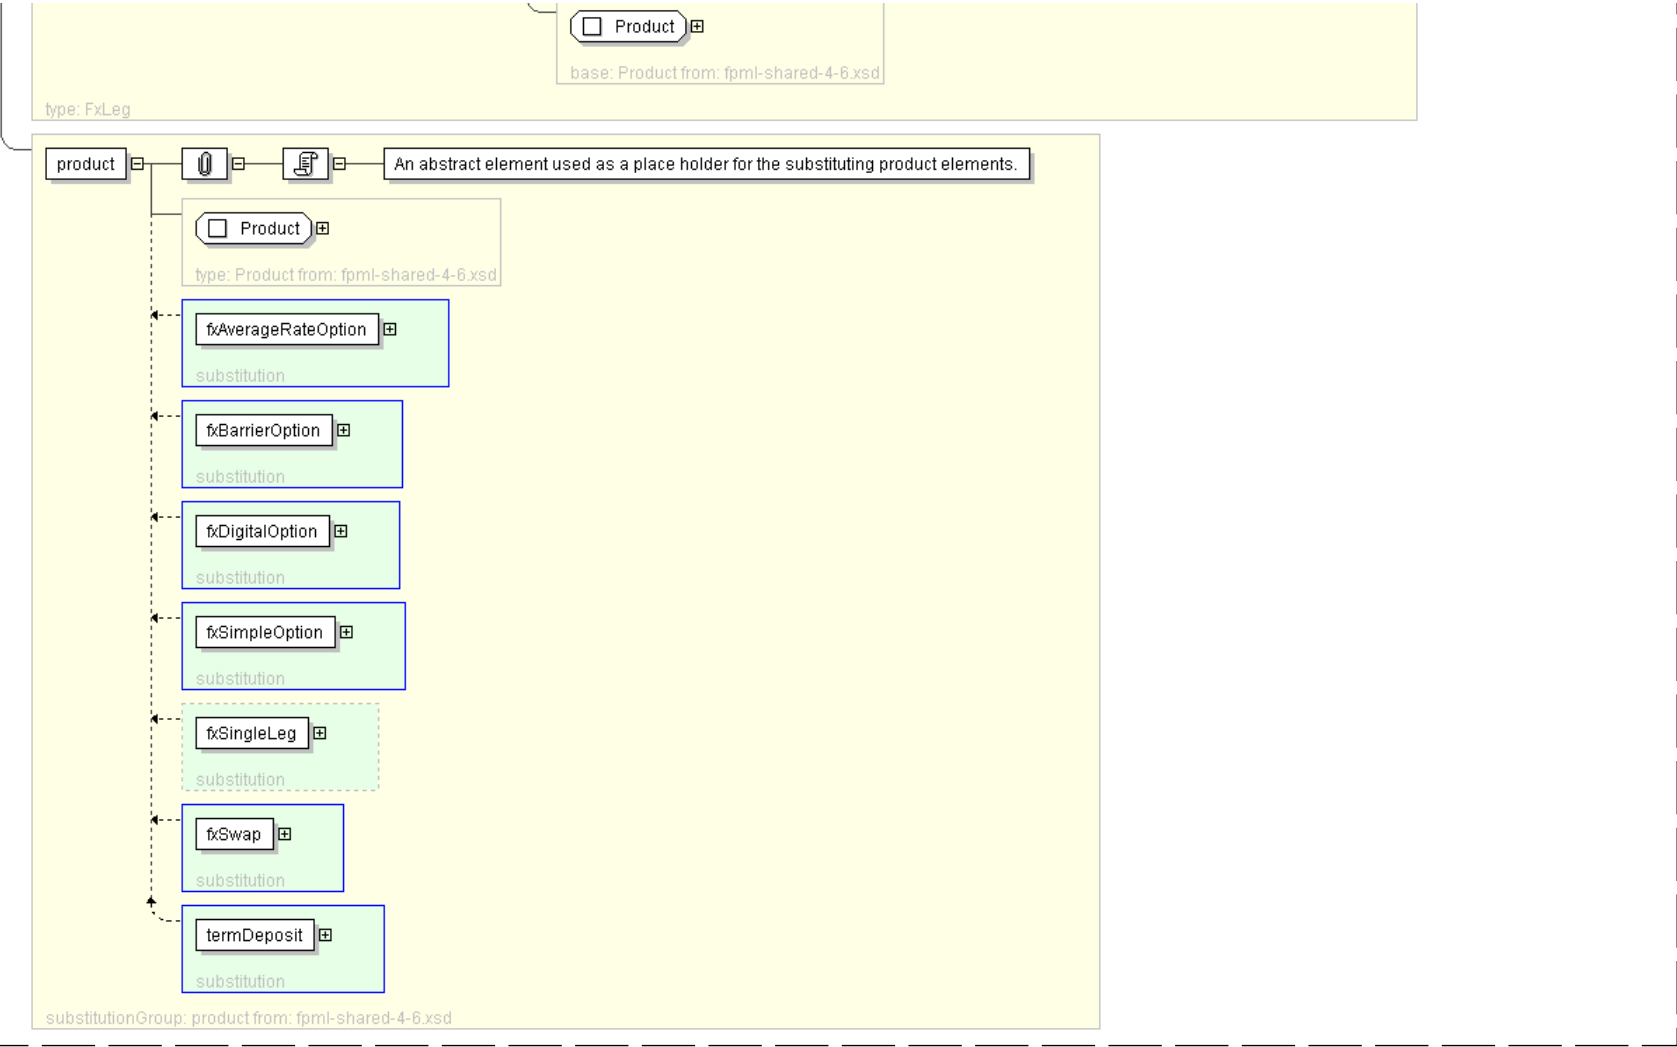 Product
base: Product from: fpml-shared-4-6.xsd
type: FxLeg
product
An abstract element used as a place holder for the substituting product elements.
Product
type: Product from: fpml-shared-4-6.xsd
fxAverageRateOption
substitution
fxBarrierOption
substitution
fxDigitalOption
substitution
fxSimpleOption
substitution
fxSingleLeg
substitution
fxSwap
substitution
termDeposit
substitution
substitutionGroup: product from: fpml-shared-4-6.xsd